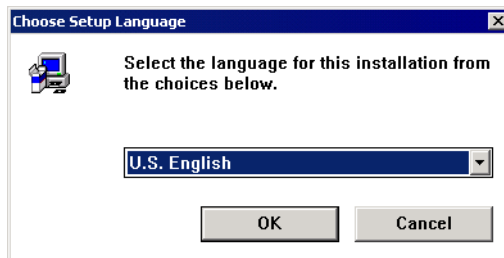 Choose Setup Language
Select the language for this installation from
the choices below.
U.S. English
OK
Cancel